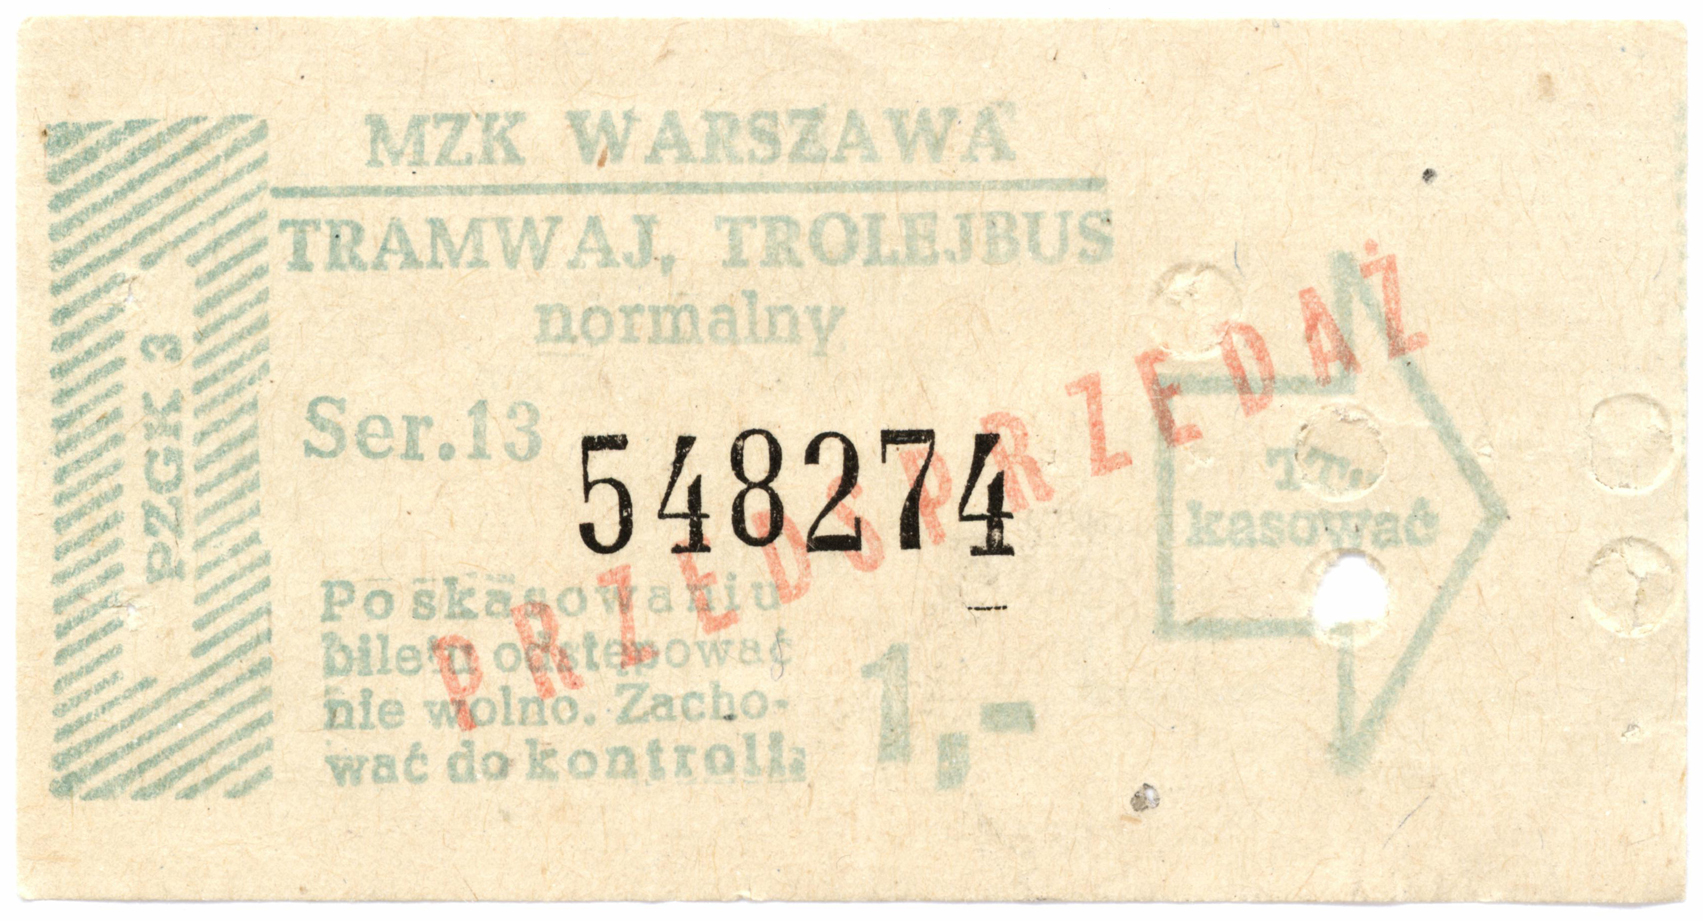 MZK WARSZAWA
TRAMWAJ, TROLEJBUS
normalny
PZGK 3
Ser.13
548274
PRZEDSPRZEDAŻ
Po skasowaniu
biletu odstępować
nie wolno. Zacho-
wać do kontroli.
1,-
kasować